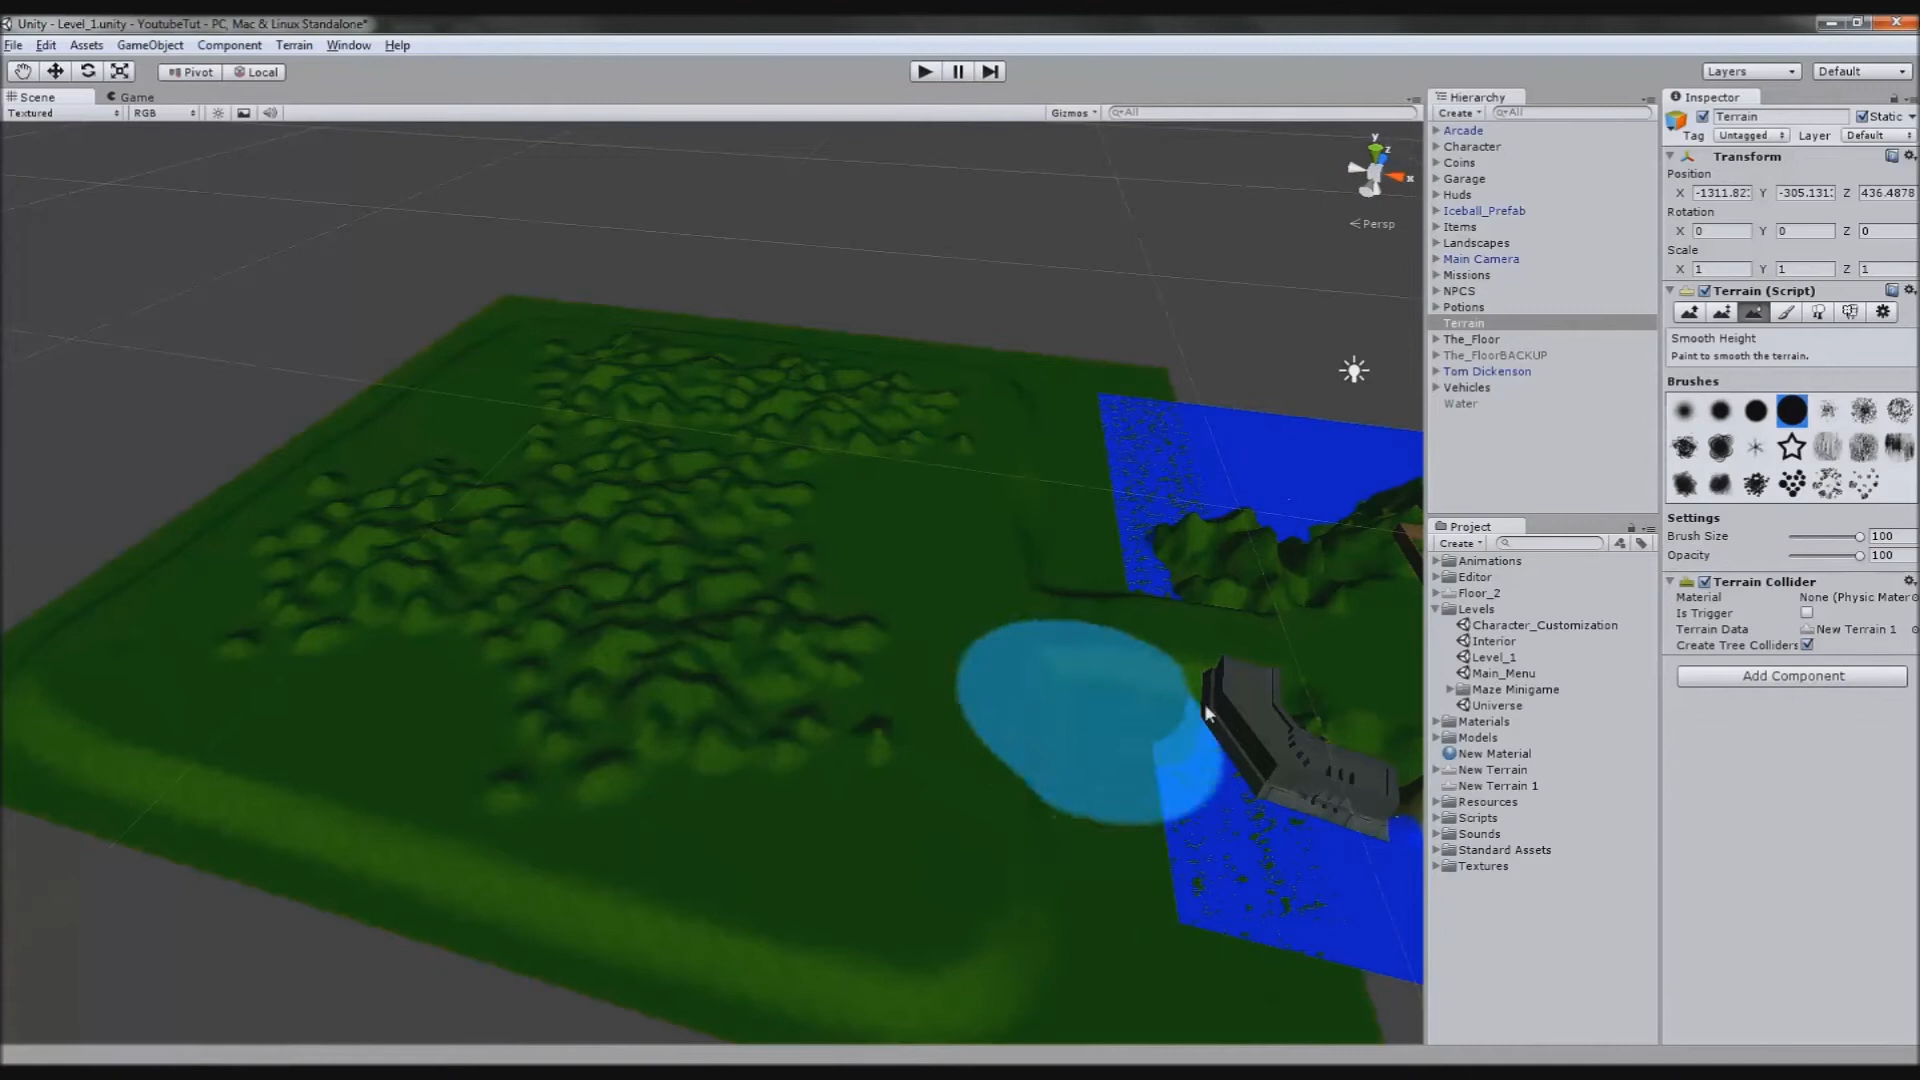 Unity - Level_1.unity - YoutubeTut - PC, Mac & Linux Standalone*
File Edit Assets GameObject Component Terrain Window Help
Pivot Local Layers Default
Scene Game
Textured RGB Gizmos All
y
z
x
Persp
Hierarchy
Create All
Arcade
Character
Coins
Garage
Huds
Iceball_Prefab
Items
Landscapes
Main Camera
Missions
NPCS
Potions
Terrain
The_Floor
The_FloorBACKUP
Tom Dickenson
Vehicles
Water
Project
Create
Animations
Editor
Floor_2
Levels
Character_Customization
Interior
Level_1
Main_Menu
Maze Minigame
Universe
Materials
Models
New Material
New Terrain
New Terrain 1
Resources
Scripts
Sounds
Standard Assets
Textures
Inspector
Terrain Static
Tag Untagged Layer Default
Transform
Position
X -1311.82 Y -305.131 Z 436.4878
Rotation
X 0 Y 0 Z 0
Scale
X 1 Y 1 Z 1
Terrain (Script)
Smooth Height
Paint to smooth the terrain.
Brushes
Settings
Brush Size 100
Opacity 100
Terrain Collider
Material None (Physic Mater
Is Trigger
Terrain Data New Terrain 1
Create Tree Colliders
Add Component